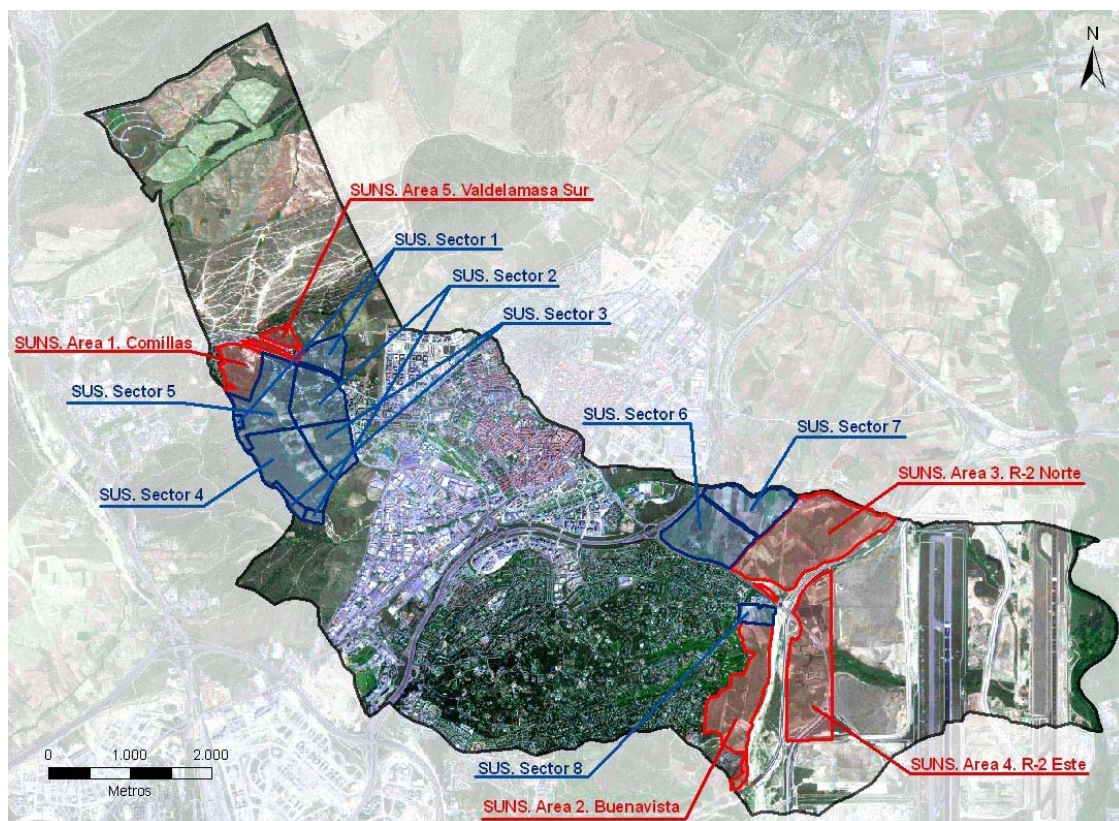 N
SUNS. Area 5. Valdelamasa Sur
SUS. Sector 1
SUS. Sector 2
SUS. Sector 3
SUNS. Area 1. Comillas
SUS. Sector 5
SUS. Sector 6
SUS. Sector 7
SUNS. Area 3. R-2 Norte
SUS. Sector 4
0 1.000 2.000
Metros
SUS. Sector 8
SUNS. Area 4. R-2 Este
SUNS. Area 2. Buenavista